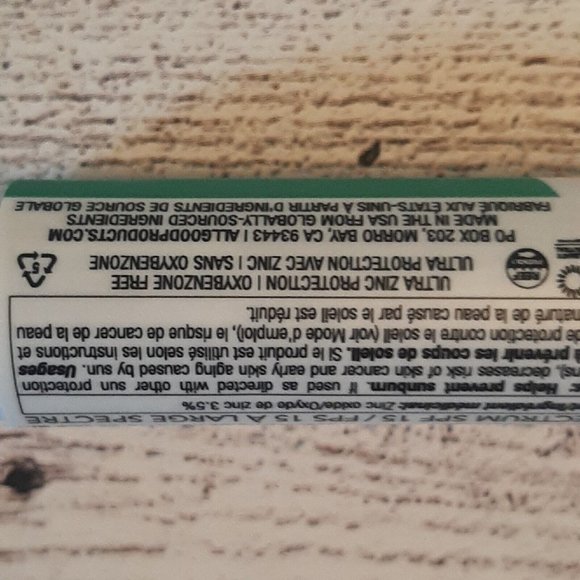 CTRUM SPF 15 / FPS 15 À LARGE SPECTRE
Zinc oxide/Oxyde de zinc 3.5%
Helps prevent sunburn. If used as directed with other sun protection
decreases risk of skin cancer and early skin aging caused by sun. Usages
prévenir les coups de soleil. Si le produit est utilisé selon les instructions et
de protection contre le soleil (voir Mode d'emploi), le risque de cancer de la peau
naturé de la peau causé par le soleil est réduit.
ULTRA ZINC PROTECTION | OXYBENZONE FREE
ULTRA PROTECTION AVEC ZINC | SANS OXYBENZONE
REEF
5
PO BOX 203, MORRO BAY, CA 93443 | ALLGOODPRODUCTS.COM
MADE IN THE USA FROM GLOBALLY-SOURCED INGREDIENTS
FABRIQUÉ AUX ÉTATS-UNIS À PARTIR D'INGRÉDIENTS DE SOURCE GLOBALE